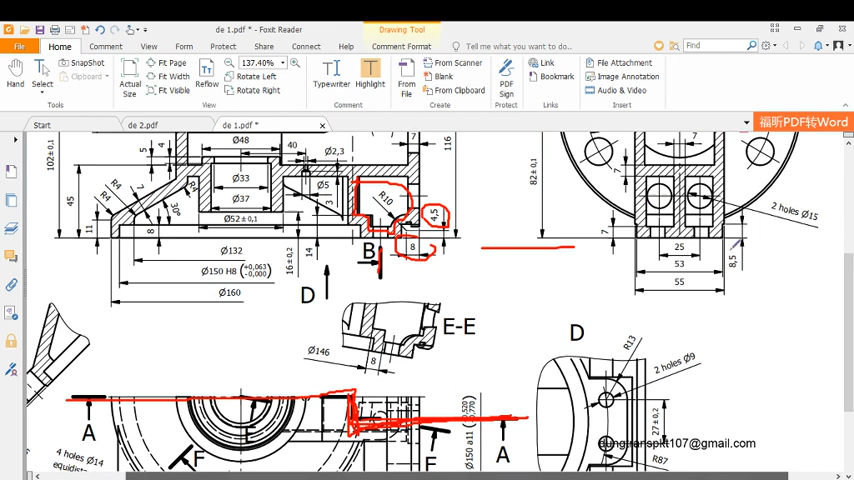 de 1.pdf * - Foxit Reader
Drawing Tool
File
Home
Comment
View
Form
Protect
Share
Connect
Help
Comment Format
Tell me what you want to do...
Find
Hand
Select
SnapShot
Clipboard
Actual Size
Fit Page
Fit Width
Fit Visible
Reflow
137.40%
Rotate Left
Rotate Right
Typewriter
Highlight
From File
From Scanner
Blank
From Clipboard
PDF Sign
Link
Bookmark
File Attachment
Image Annotation
Audio & Video
Tools
View
Comment
Create
Protect
Links
Insert
Start
de 2.pdf
de 1.pdf *
福昕PDF转Word
102±0,1
5
4
Ø48
40
Ø2,3
7
116
Ø33
Ø37
Ø5
3
R10
4,5
R4
R4
7
R4
30°
45
11
8
Ø52±0,1
16±0,2
14
B
8
Ø132
Ø150 H8 (+0,063 -0,000)
Ø160
D
82±0,1
7
7
2 holes Ø15
25
53
55
8,5
E-E
Ø146
8
D
R13
2 holes Ø9
27±0,2
R87
Ø150 a11 (-0,520 -0,770)
A
A
F
F
4 holes Ø14
equidist
dungtranspkt107@gmail.com